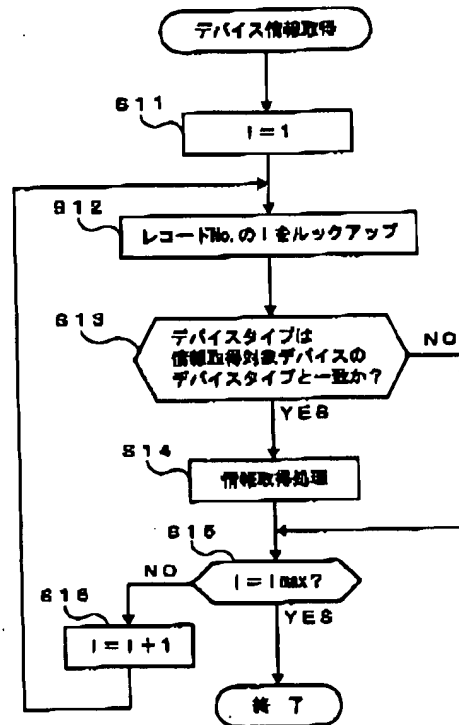 デバイス情報取得
S11
i=1
S12
レコードNo.のiをルックアップ
S13
デバイスタイプは
情報取得対象デバイスの
デバイスタイプと一致か?
NO
YES
S14
情報取得処理
S15
i=imax?
NO
YES
S16
i=i+1
終 了